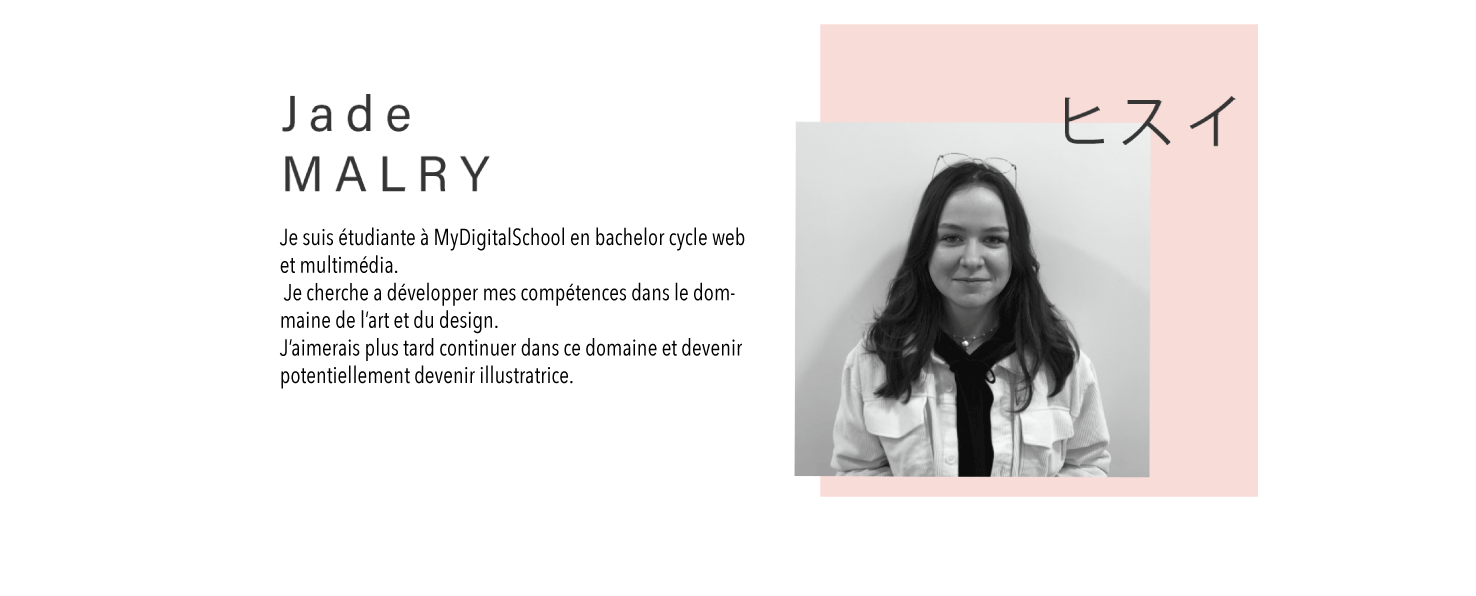 Jade
MALRY
ヒスイ
Je suis étudiante à MyDigitalSchool en bachelor cycle web
et multimédia.
Je cherche a développer mes compétences dans le dom-
maine de l'art et du design.
J'aimerais plus tard continuer dans ce domaine et devenir
potentiellement devenir illustratrice.